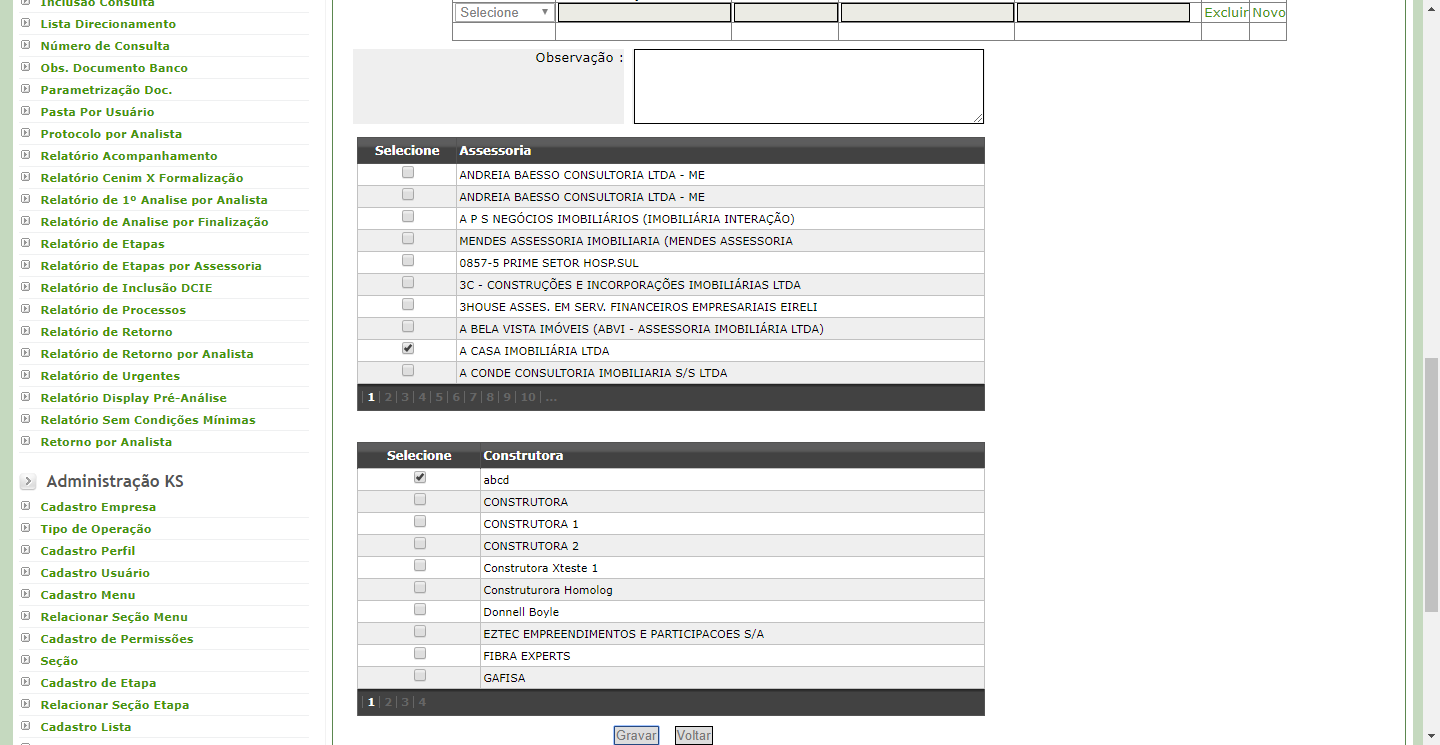 Inclusão Consulta
Lista Direcionamento
Número de Consulta
Obs. Documento Banco
Parametrização Doc.
Pasta Por Usuário
Protocolo por Analista
Relatório Acompanhamento
Relatório Cenim X Formalização
Relatório de 1º Analise por Analista
Relatório de Analise por Finalização
Relatório de Etapas
Relatório de Etapas por Assessoria
Relatório de Inclusão DCIE
Relatório de Processos
Relatório de Retorno
Relatório de Retorno por Analista
Relatório de Urgentes
Relatório Display Pré-Análise
Relatório Sem Condições Mínimas
Retorno por Analista
Administração KS
Cadastro Empresa
Tipo de Operação
Cadastro Perfil
Cadastro Usuário
Cadastro Menu
Relacionar Seção Menu
Cadastro de Permissões
Seção
Cadastro de Etapa
Relacionar Seção Etapa
Cadastro Lista
Selecione Excluir Novo
Observação :
Selecione Assessoria
ANDREIA BAESSO CONSULTORIA LTDA - ME
ANDREIA BAESSO CONSULTORIA LTDA - ME
A P S NEGÓCIOS IMOBILIÁRIOS (IMOBILIÁRIA INTERAÇÃO)
MENDES ASSESSORIA IMOBILIARIA (MENDES ASSESSORIA
0857-5 PRIME SETOR HOSP.SUL
3C - CONSTRUÇÕES E INCORPORAÇÕES IMOBILIÁRIAS LTDA
3HOUSE ASSES. EM SERV. FINANCEIROS EMPRESARIAIS EIRELI
A BELA VISTA IMÓVEIS (ABVI - ASSESSORIA IMOBILIÁRIA LTDA)
A CASA IMOBILIÁRIA LTDA
A CONDE CONSULTORIA IMOBILIARIA S/S LTDA
| 1 | 2 | 3 | 4 | 5 | 6 | 7 | 8 | 9 | 10 | ...
Selecione Construtora
abcd
CONSTRUTORA
CONSTRUTORA 1
CONSTRUTORA 2
Construtora Xteste 1
Construturora Homolog
Donnell Boyle
EZTEC EMPREENDIMENTOS E PARTICIPACOES S/A
FIBRA EXPERTS
GAFISA
| 1 | 2 | 3 | 4
Gravar Voltar